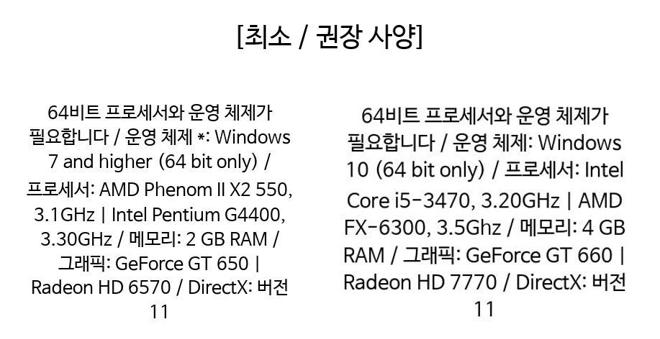 [최소 / 권장 사양]
64비트 프로세서와 운영 체제가
필요합니다 / 운영 체제 *: Windows
7 and higher (64 bit only) /
프로세서: AMD Phenom II X2 550,
3.1GHz | Intel Pentium G4400,
3.30GHz / 메모리: 2 GB RAM /
그래픽: GeForce GT 650 |
Radeon HD 6570 / DirectX: 버전
11
64비트 프로세서와 운영 체제가
필요합니다 / 운영 체제: Windows
10 (64 bit only) / 프로세서: Intel
Core i5-3470, 3.20GHz | AMD
FX-6300, 3.5Ghz / 메모리: 4 GB
RAM / 그래픽: GeForce GT 660 |
Radeon HD 7770 / DirectX: 버전
11